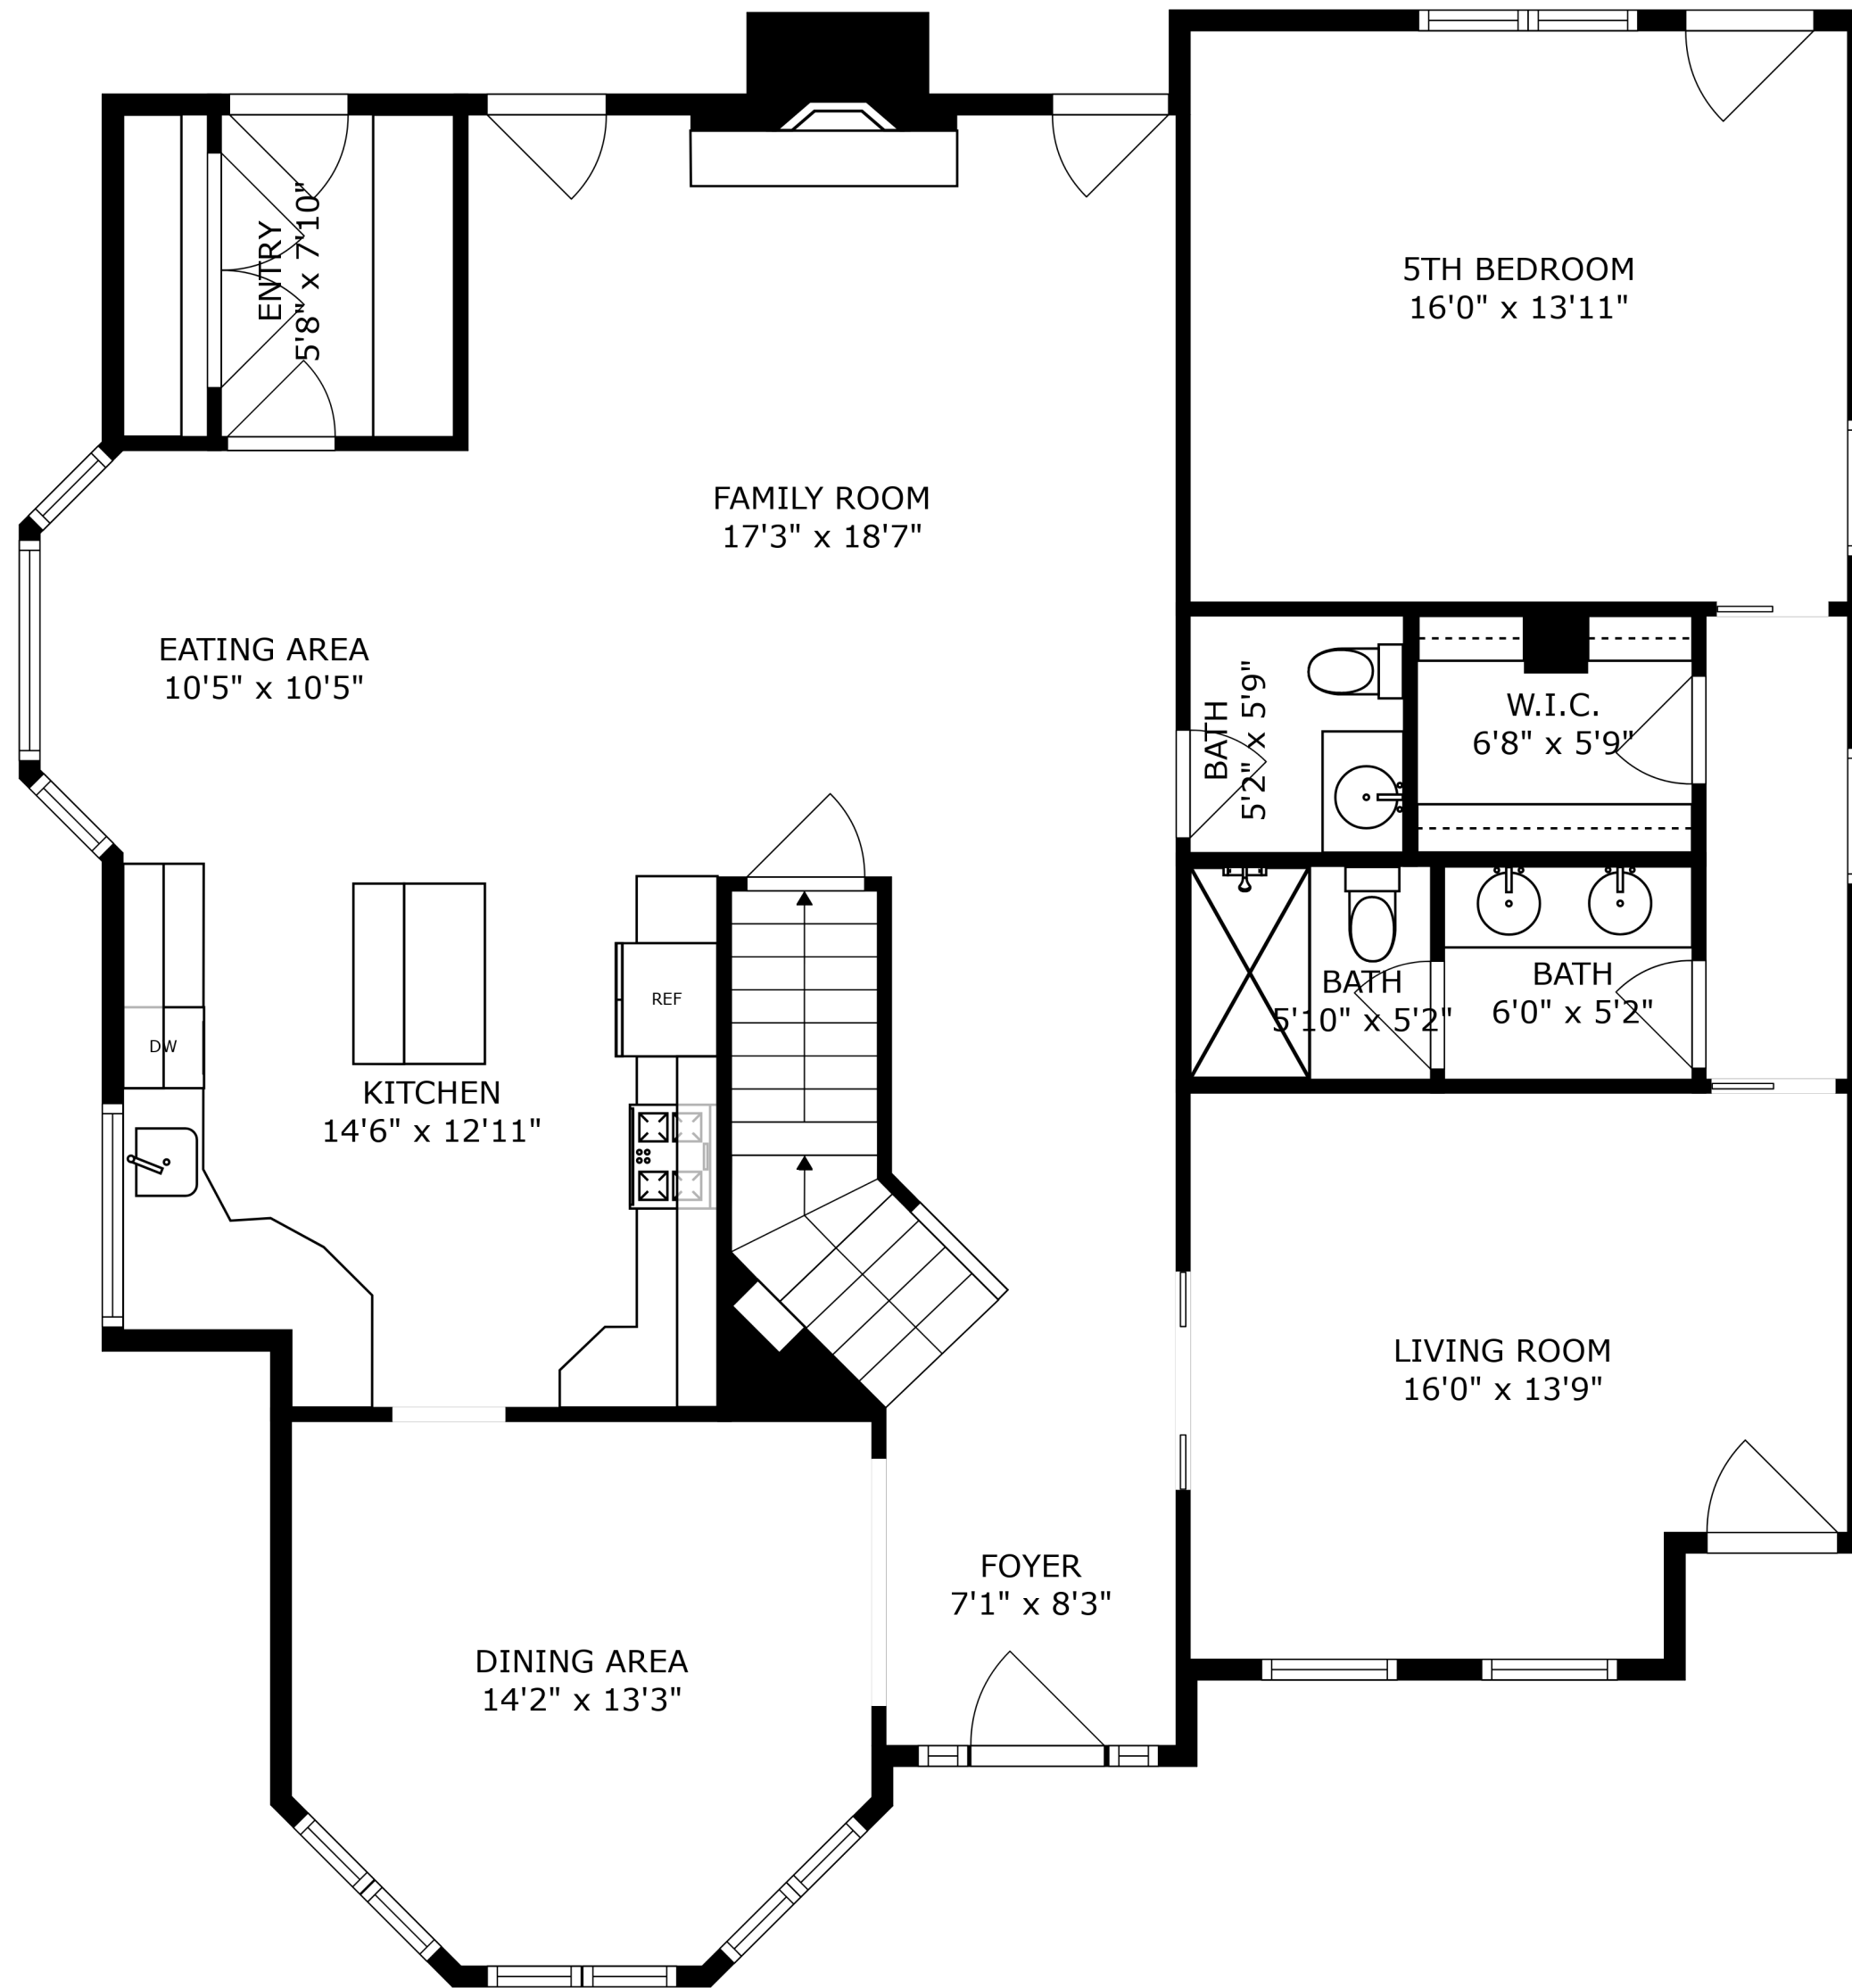 ENTRY
5'8" x 7'10"
5TH BEDROOM
16'0" x 13'11"
FAMILY ROOM
17'3" x 18'7"
EATING AREA
10'5" x 10'5"
BATH
5'2" x 5'9"
W.I.C.
6'8" x 5'9"
BATH
5'10" x 5'2"
BATH
6'0" x 5'2"
REF
DW
KITCHEN
14'6" x 12'11"
LIVING ROOM
16'0" x 13'9"
FOYER
7'1" x 8'3"
DINING AREA
14'2" x 13'3"